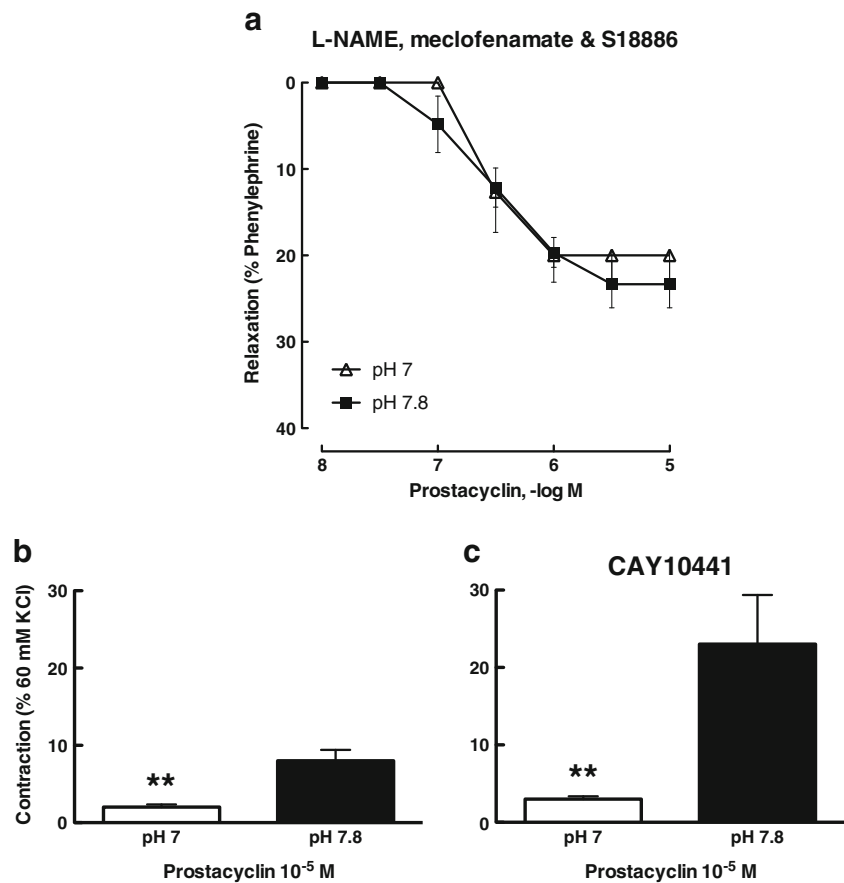 a
L-NAME, meclofenamate & S18886
Relaxation (% Phenylephrine)
0
10
20
30
40
pH 7
pH 7.8
8 7 6 5
Prostacyclin, -log M
b
Contraction (% 60 mM KCl)
30
20
10
0
**
pH 7 pH 7.8
Prostacyclin 10⁻⁵ M
c
CAY10441
30
20
10
0
**
pH 7 pH 7.8
Prostacyclin 10⁻⁵ M